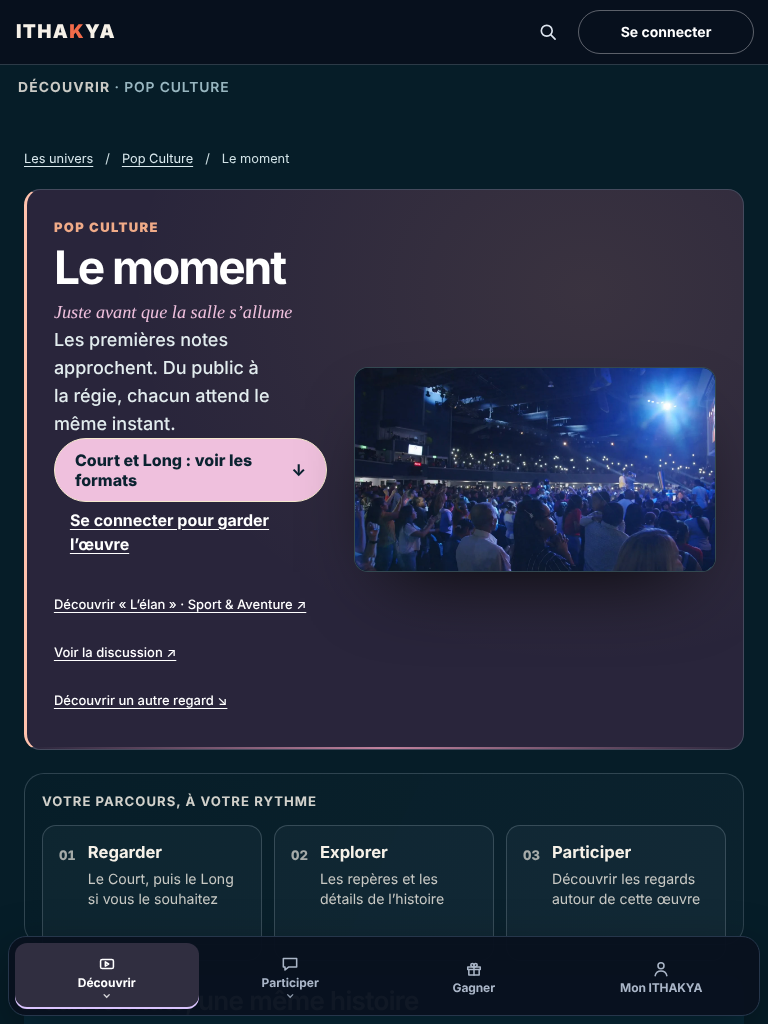 ITHAKYA
Se connecter
DÉCOUVRIR · POP CULTURE
Les univers / Pop Culture / Le moment
POP CULTURE
Le moment
Juste avant que la salle s’allume
Les premières notes
approchent. Du public à
la régie, chacun attend le
même instant.
Court et Long : voir les
formats ↓
Se connecter pour garder
l’œuvre
Découvrir « L’élan » · Sport & Aventure ↗
Voir la discussion ↗
Découvrir un autre regard ↘
VOTRE PARCOURS, À VOTRE RYTHME
01 Regarder
Le Court, puis le Long
si vous le souhaitez
02 Explorer
Les repères et les
détails de l’histoire
03 Participer
Découvrir les regards
autour de cette œuvre
une même histoire
Découvrir
Participer
Gagner
Mon ITHAKYA